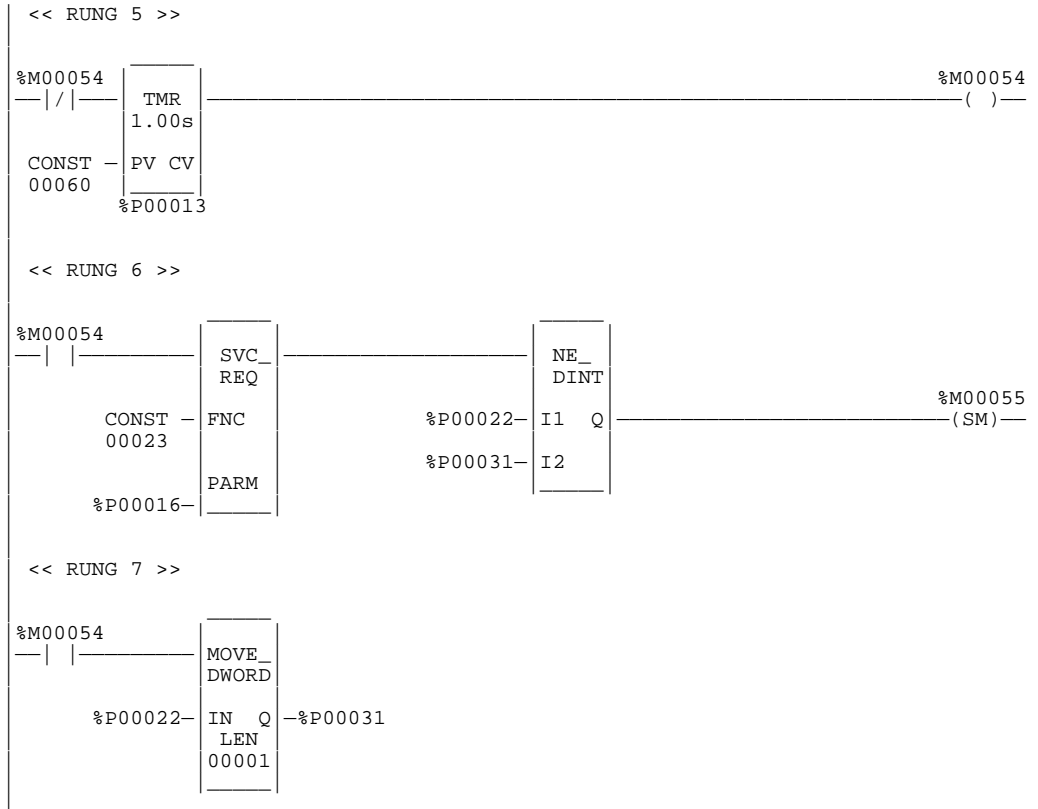 << RUNG 5 >>
%M00054 %M00054
|/| TMR ( )
1.00s
CONST PV CV
00060
%P00013
<< RUNG 6 >>
%M00054
| | SVC_ NE_
REQ DINT
%M00055
CONST FNC %P00022 I1 Q (SM)
00023
%P00031 I2
PARM
%P00016
<< RUNG 7 >>
%M00054
| | MOVE_
DWORD
%P00022 IN Q %P00031
LEN
00001